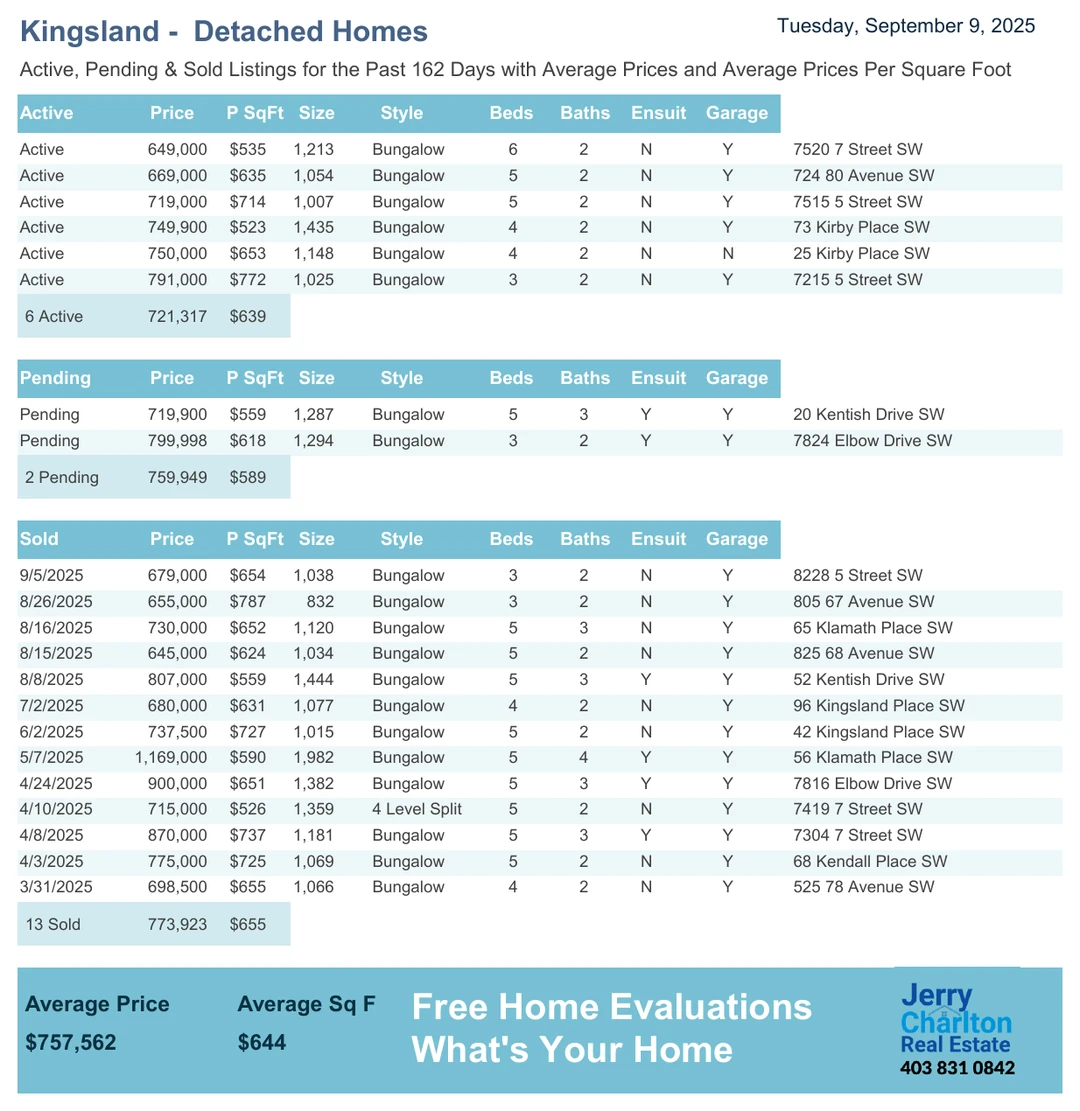 Kingsland - Detached Homes
Tuesday, September 9, 2025
Active, Pending & Sold Listings for the Past 162 Days with Average Prices and Average Prices Per Square Foot
Active Price P SqFt Size Style Beds Baths Ensuit Garage
Active 649,000 $535 1,213 Bungalow 6 2 N Y 7520 7 Street SW
Active 669,000 $635 1,054 Bungalow 5 2 N Y 724 80 Avenue SW
Active 719,000 $714 1,007 Bungalow 5 2 N Y 7515 5 Street SW
Active 749,900 $523 1,435 Bungalow 4 2 N Y 73 Kirby Place SW
Active 750,000 $653 1,148 Bungalow 4 2 N N 25 Kirby Place SW
Active 791,000 $772 1,025 Bungalow 3 2 N Y 7215 5 Street SW
6 Active 721,317 $639
Pending Price P SqFt Size Style Beds Baths Ensuit Garage
Pending 719,900 $559 1,287 Bungalow 5 3 Y Y 20 Kentish Drive SW
Pending 799,998 $618 1,294 Bungalow 3 2 Y Y 7824 Elbow Drive SW
2 Pending 759,949 $589
Sold Price P SqFt Size Style Beds Baths Ensuit Garage
9/5/2025 679,000 $654 1,038 Bungalow 3 2 N Y 8228 5 Street SW
8/26/2025 655,000 $787 832 Bungalow 3 2 N Y 805 67 Avenue SW
8/16/2025 730,000 $652 1,120 Bungalow 5 3 N Y 65 Klamath Place SW
8/15/2025 645,000 $624 1,034 Bungalow 5 2 N Y 825 68 Avenue SW
8/8/2025 807,000 $559 1,444 Bungalow 5 3 Y Y 52 Kentish Drive SW
7/2/2025 680,000 $631 1,077 Bungalow 4 2 N Y 96 Kingsland Place SW
6/2/2025 737,500 $727 1,015 Bungalow 5 2 N Y 42 Kingsland Place SW
5/7/2025 1,169,000 $590 1,982 Bungalow 5 4 Y Y 56 Klamath Place SW
4/24/2025 900,000 $651 1,382 Bungalow 5 3 Y Y 7816 Elbow Drive SW
4/10/2025 715,000 $526 1,359 4 Level Split 5 2 N Y 7419 7 Street SW
4/8/2025 870,000 $737 1,181 Bungalow 5 3 Y Y 7304 7 Street SW
4/3/2025 775,000 $725 1,069 Bungalow 5 2 N Y 68 Kendall Place SW
3/31/2025 698,500 $655 1,066 Bungalow 4 2 N Y 525 78 Avenue SW
13 Sold 773,923 $655
Average Price Average Sq F
$757,562 $644
Free Home Evaluations
What's Your Home
Jerry
Charlton
Real Estate
403 831 0842